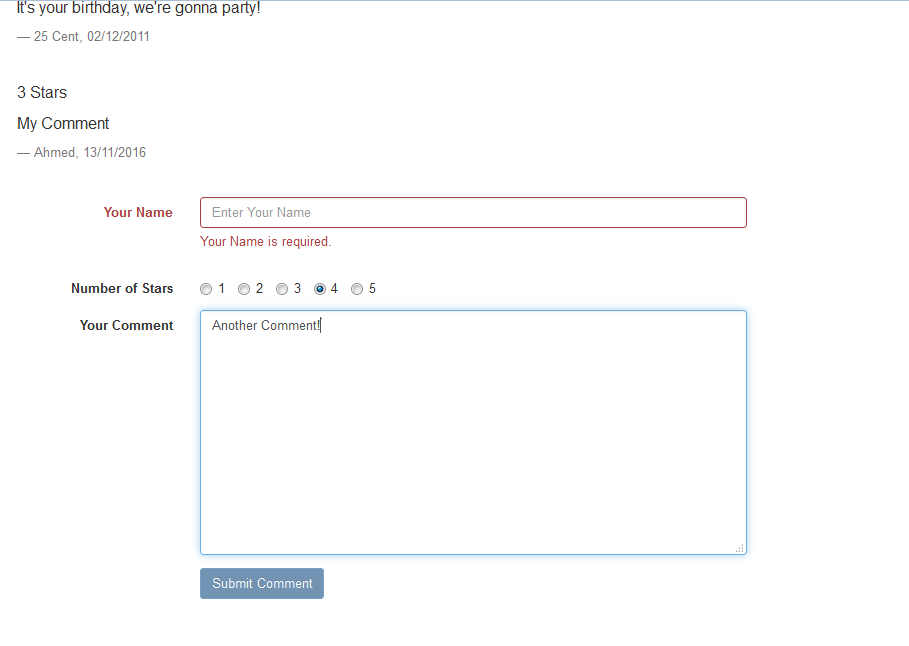 It's your birthday, we're gonna party!
— 25 Cent, 02/12/2011
3 Stars
My Comment
— Ahmed, 13/11/2016
Your Name
Enter Your Name
Your Name is required.
Number of Stars 1 2 3 4 5
Your Comment
Another Comment!
Submit Comment